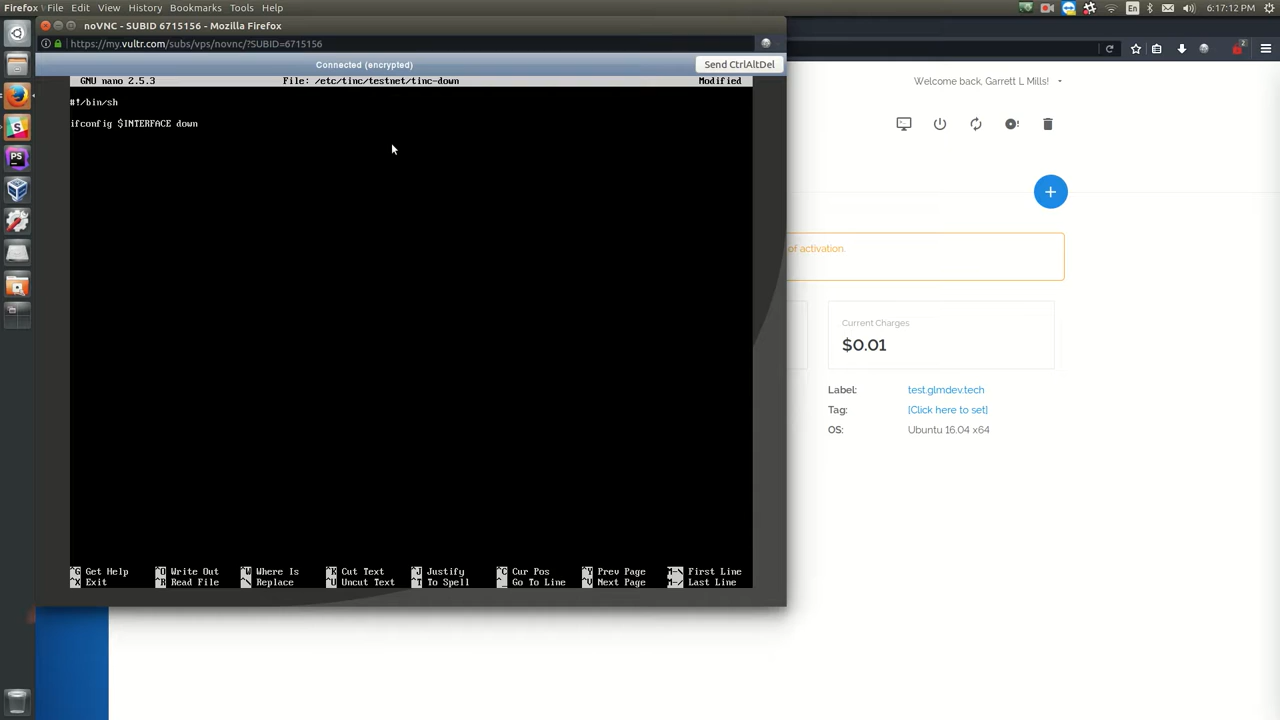 Firefox File Edit View History Bookmarks Tools Help
En 6:17:12 PM
noVNC - SUBID 6715156 - Mozilla Firefox
https://my.vultr.com/subs/vps/novnc/?SUBID=6715156
Connected (encrypted)
Send CtrlAltDel
GNU nano 2.5.3 File: /etc/tinc/testnet/tinc-down Modified
#!/bin/sh
ifconfig $INTERFACE down
^G Get Help ^O Write Out ^W Where Is ^K Cut Text ^J Justify ^C Cur Pos ^Y Prev Page M-\ First Line
^X Exit ^R Read File ^\ Replace ^U Uncut Text ^T To Spell ^_ Go To Line ^V Next Page M-/ Last Line
2
Welcome back, Garrett L Mills!
of activation.
Current Charges
$0.01
Label: test.glmdev.tech
Tag: [Click here to set]
OS: Ubuntu 16.04 x64
PS